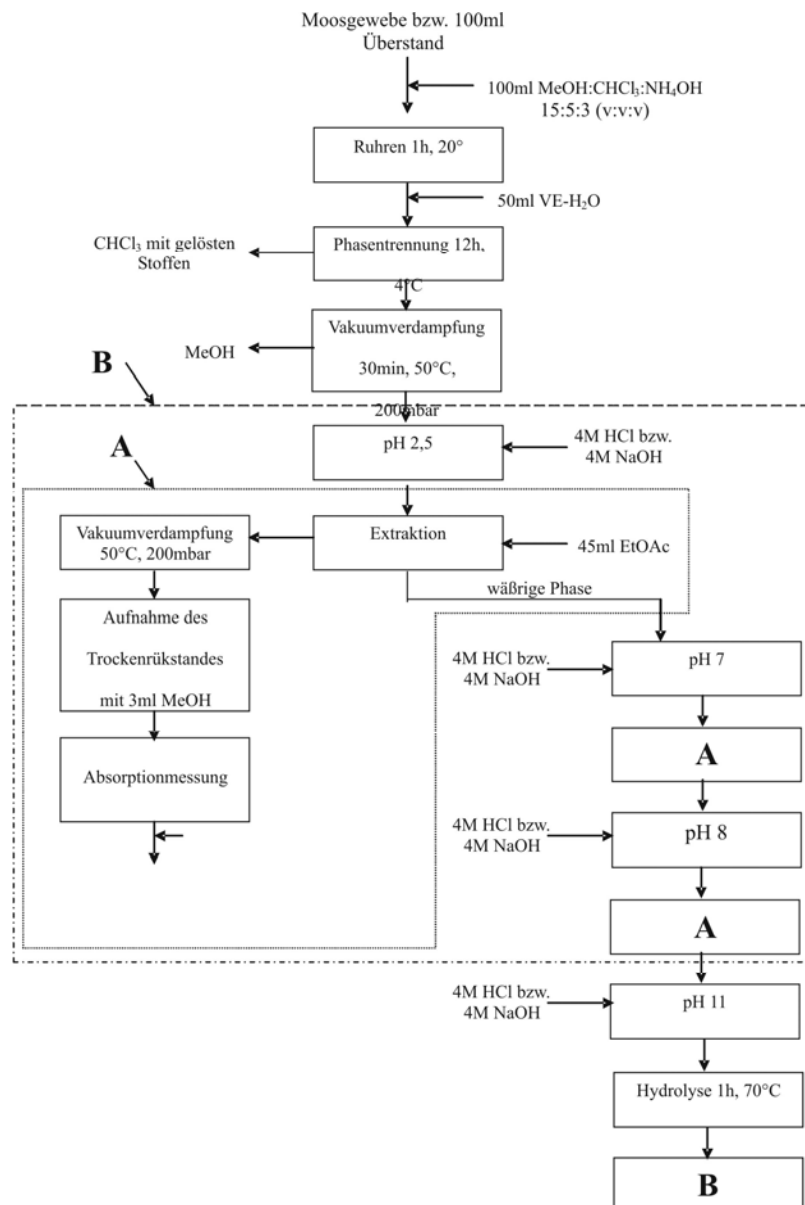 Moosgewebe bzw. 100ml
Überstand
100ml MeOH:CHCl₃:NH₄OH
15:5:3 (v:v:v)
Ruhren 1h, 20°
50ml VE-H₂O
CHCl₃ mit gelösten
Stoffen
Phasentrennung 12h,
4°C
Vakuumverdampfung
MeOH
30min, 50°C,
200mbar
B
pH 2,5
4M HCl bzw.
4M NaOH
A
Vakuumverdampfung
50°C, 200mbar
Extraktion
45ml EtOAc
wäßrige Phase
Aufnahme des
Trockenrükstandes
mit 3ml MeOH
4M HCl bzw.
4M NaOH
pH 7
Absorptionmessung
A
4M HCl bzw.
4M NaOH
pH 8
A
4M HCl bzw.
4M NaOH
pH 11
Hydrolyse 1h, 70°C
B